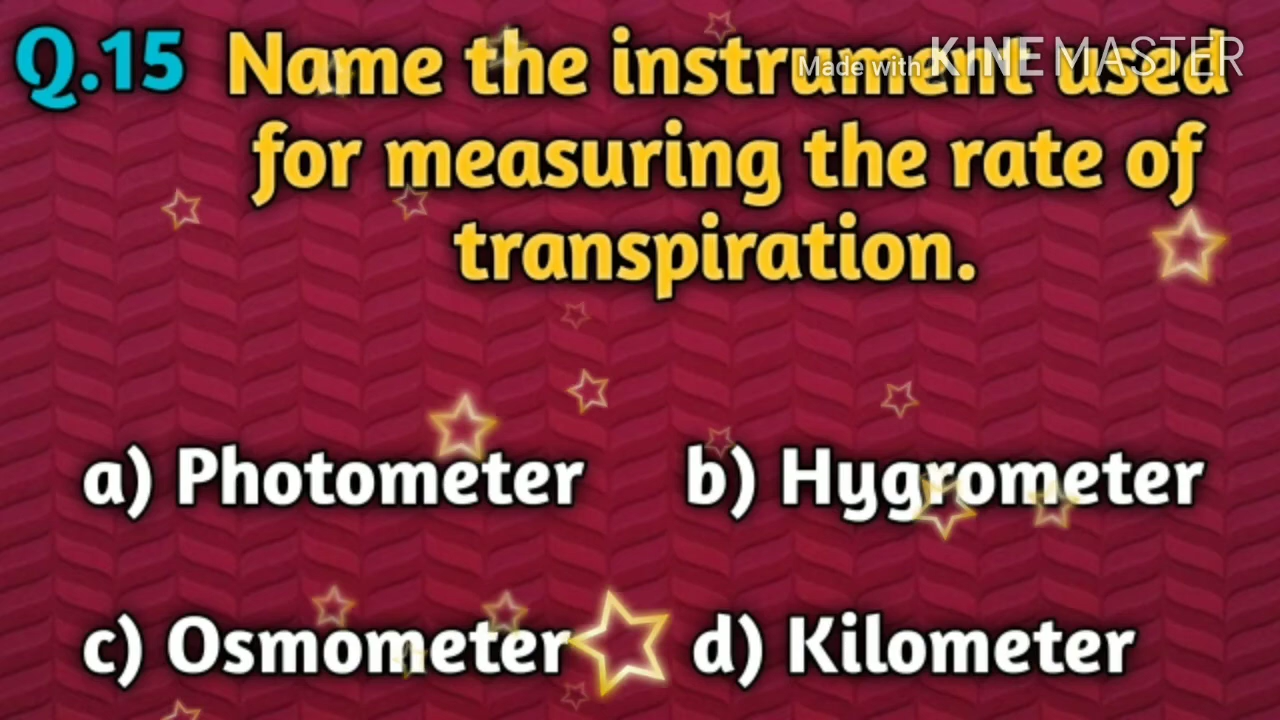 Q.15 Name the instrument used
Made with KINEMASTER
for measuring the rate of
transpiration.
a) Photometer b) Hygrometer
c) Osmometer d) Kilometer